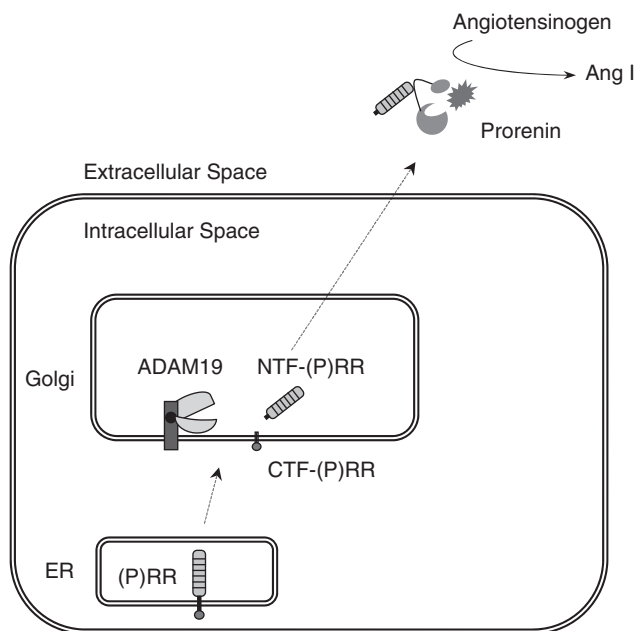 Angiotensinogen
Ang I
Prorenin
Extracellular Space
Intracellular Space
ADAM19
NTF-(P)RR
Golgi
CTF-(P)RR
ER
(P)RR